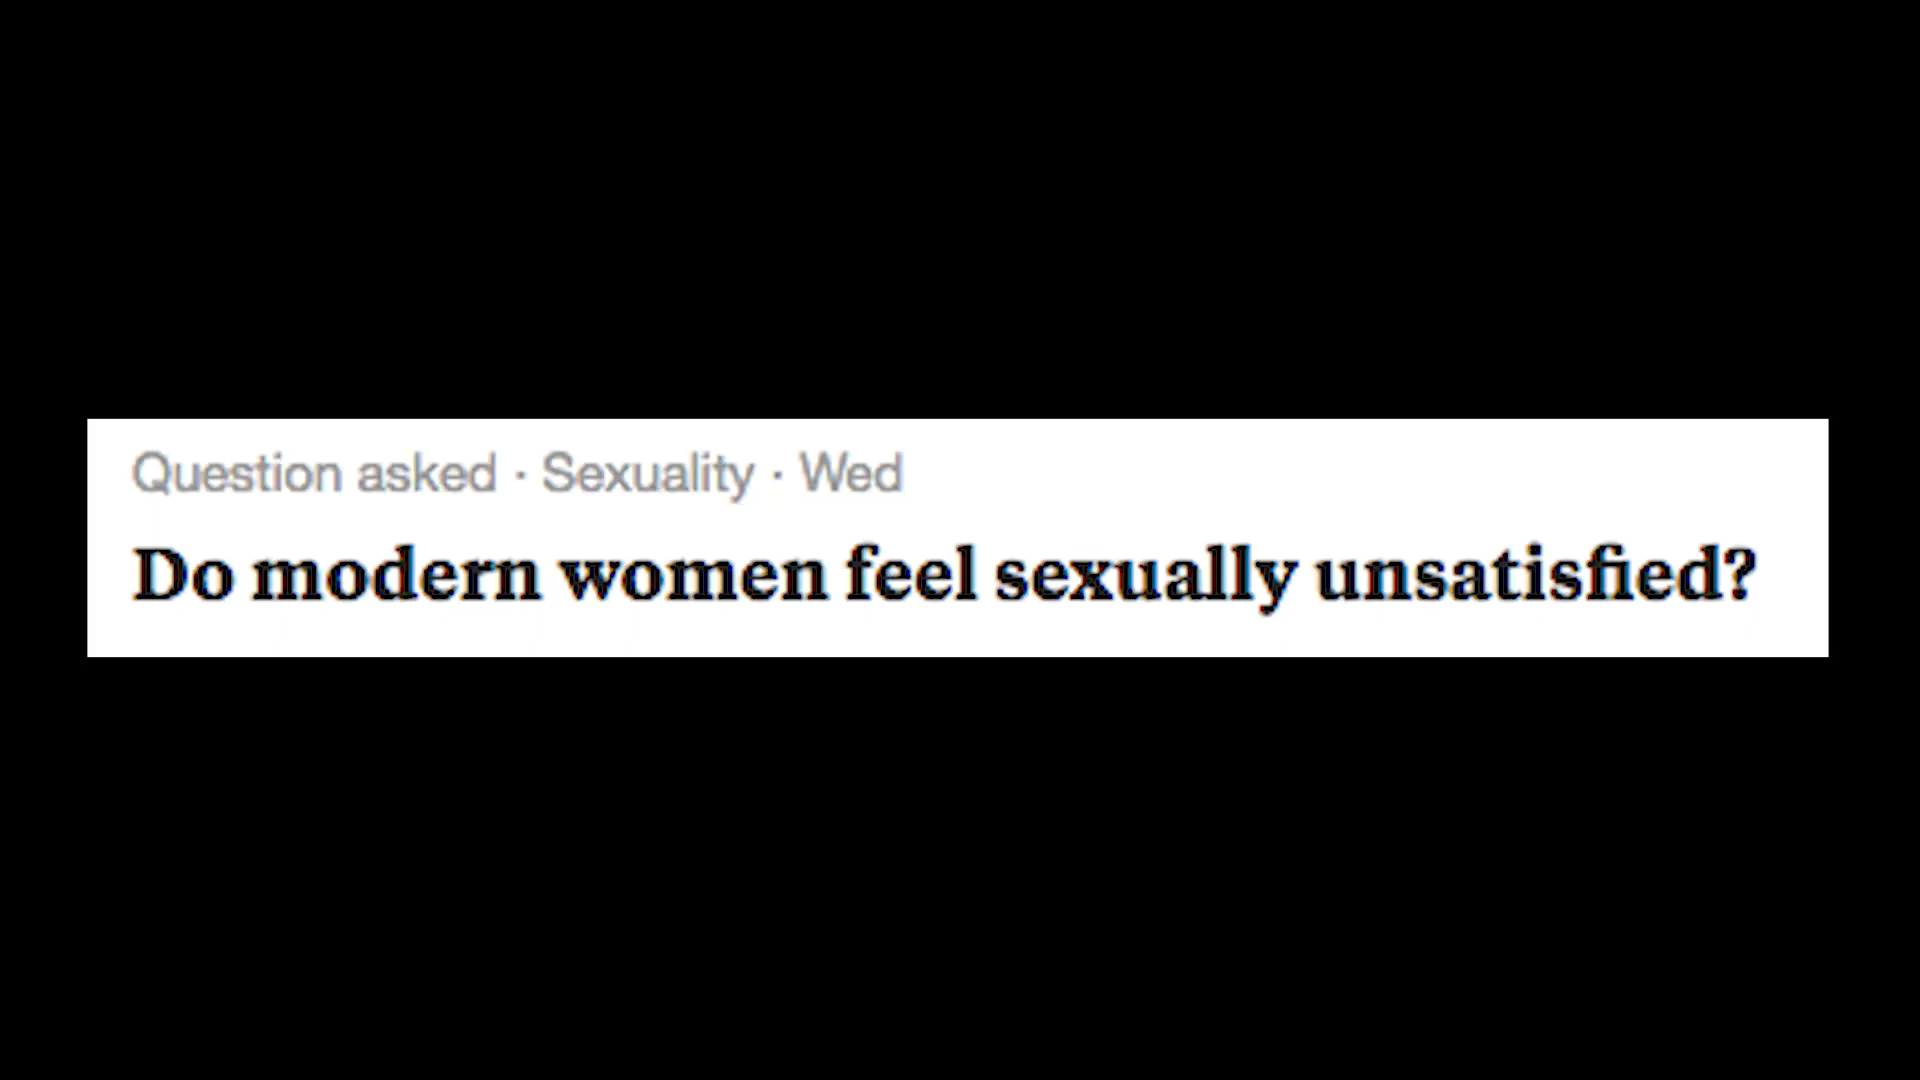 Question asked · Sexuality · Wed
Do modern women feel sexually unsatisfied?